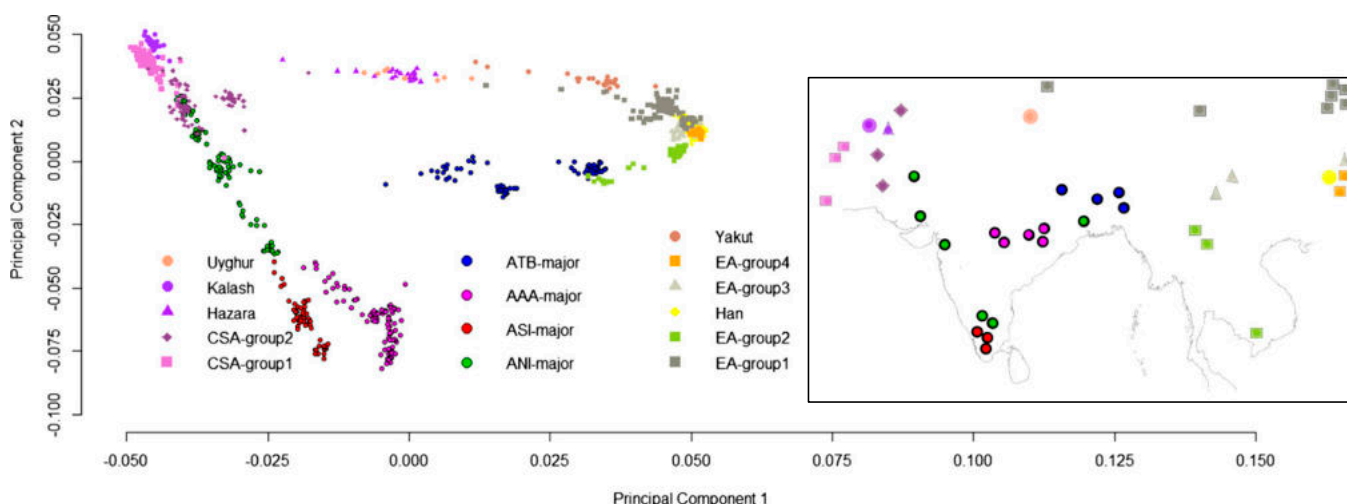 Principal Component 2
0.050
0.025
0.000
-0.025
-0.050
-0.075
-0.100
Uyghur
Kalash
Hazara
CSA-group2
CSA-group1
ATB-major
AAA-major
ASI-major
ANI-major
Yakut
EA-group4
EA-group3
Han
EA-group2
EA-group1
-0.050
-0.025
0.000
0.025
0.050
0.075
0.100
0.125
0.150
Principal Component 1